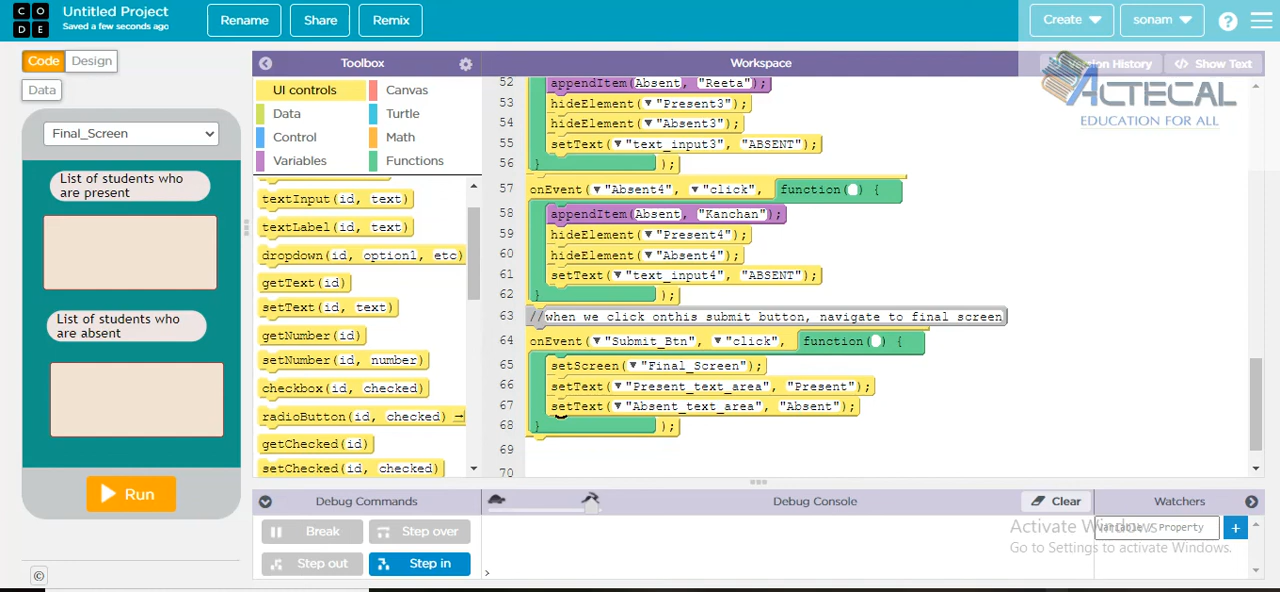 CODE
Untitled Project
Saved a few seconds ago
Rename
Share
Remix
Create
sonam
?
Code
Design
Data
Toolbox
Workspace
Version History
Show Text
ACTECAL
EDUCATION FOR ALL
Final_Screen
List of students who
are present
List of students who
are absent
Run
UI controls
Canvas
Data
Turtle
Control
Math
Variables
Functions
textInput(id, text)
textLabel(id, text)
dropdown(id, option1, etc)
getText(id)
setText(id, text)
getNumber(id)
setNumber(id, number)
checkbox(id, checked)
radioButton(id, checked)
getChecked(id)
setChecked(id, checked)
52 appendItem(Absent, "Reeta");
53 hideElement("Present3");
54 hideElement("Absent3");
55 setText("text_input3", "ABSENT");
56 } );
57 onEvent("Absent4", "click", function( ) {
58 appendItem(Absent, "Kanchan");
59 hideElement("Present4");
60 hideElement("Absent4");
61 setText("text_input4", "ABSENT");
62 } );
63 //when we click onthis submit button, navigate to final screen
64 onEvent("Submit_Btn", "click", function( ) {
65 setScreen("Final_Screen");
66 setText("Present_text_area", "Present");
67 setText("Absent_text_area", "Absent");
68 } );
69
70
Debug Commands
Debug Console
Clear
Watchers
Break
Step over
Step out
Step in
Variable / Property
+
>
Activate Windows
Go to Settings to activate Windows.
©